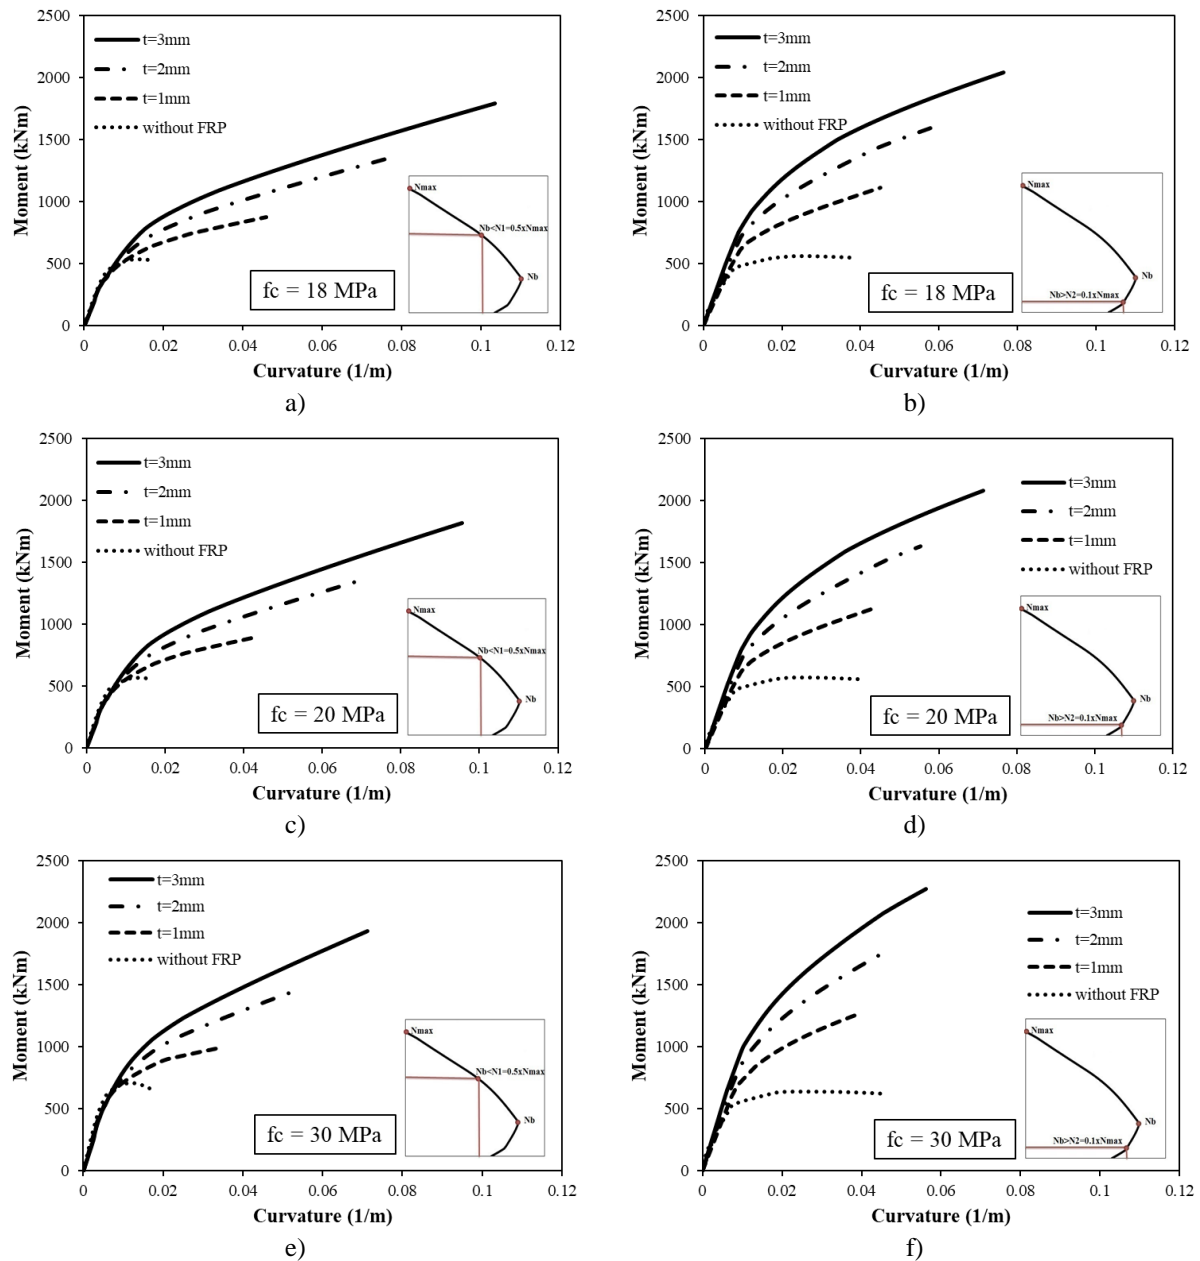 2500
2000
1500
1000
500
0
Moment (kNm)
t=3mm
t=2mm
t=1mm
without FRP
Nmax
Nb<N1=0.5xNmax
Nb
fc = 18 MPa
0 0.02 0.04 0.06 0.08 0.1 0.12
Curvature (1/m)
a)
2500
2000
1500
1000
500
0
Moment (kNm)
t=3mm
t=2mm
t=1mm
without FRP
Nmax
Nb
Nb>N2=0.1xNmax
fc = 18 MPa
0 0.02 0.04 0.06 0.08 0.1 0.12
Curvature (1/m)
b)
2500
2000
1500
1000
500
0
Moment (kNm)
t=3mm
t=2mm
t=1mm
without FRP
Nmax
Nb<N1=0.5xNmax
Nb
fc = 20 MPa
0 0.02 0.04 0.06 0.08 0.1 0.12
Curvature (1/m)
c)
2500
2000
1500
1000
500
0
Moment (kNm)
t=3mm
t=2mm
t=1mm
without FRP
Nmax
Nb
Nb>N2=0.1xNmax
fc = 20 MPa
0 0.02 0.04 0.06 0.08 0.1 0.12
Curvature (1/m)
d)
2500
2000
1500
1000
500
0
Moment (kNm)
t=3mm
t=2mm
t=1mm
without FRP
Nmax
Nb<N1=0.5xNmax
Nb
fc = 30 MPa
0 0.02 0.04 0.06 0.08 0.1 0.12
Curvature (1/m)
e)
2500
2000
1500
1000
500
0
Moment (kNm)
t=3mm
t=2mm
t=1mm
without FRP
Nmax
Nb
Nb>N2=0.1xNmax
fc = 30 MPa
0 0.02 0.04 0.06 0.08 0.1 0.12
Curvature (1/m)
f)